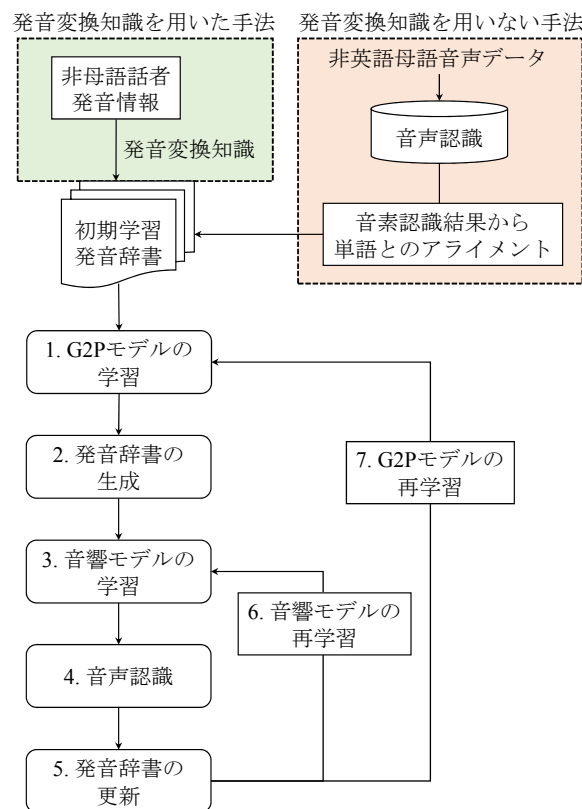 発音変換知識を用いた手法
発音変換知識を用いない手法
非母語話者
発音情報
発音変換知識
非英語母語音声データ
音声認識
音素認識結果から
単語とのアライメント
初期学習
発音辞書
1. G2Pモデルの
学習
2. 発音辞書の
生成
3. 音響モデルの
学習
4. 音声認識
5. 発音辞書の
更新
6. 音響モデルの
再学習
7. G2Pモデルの
再学習